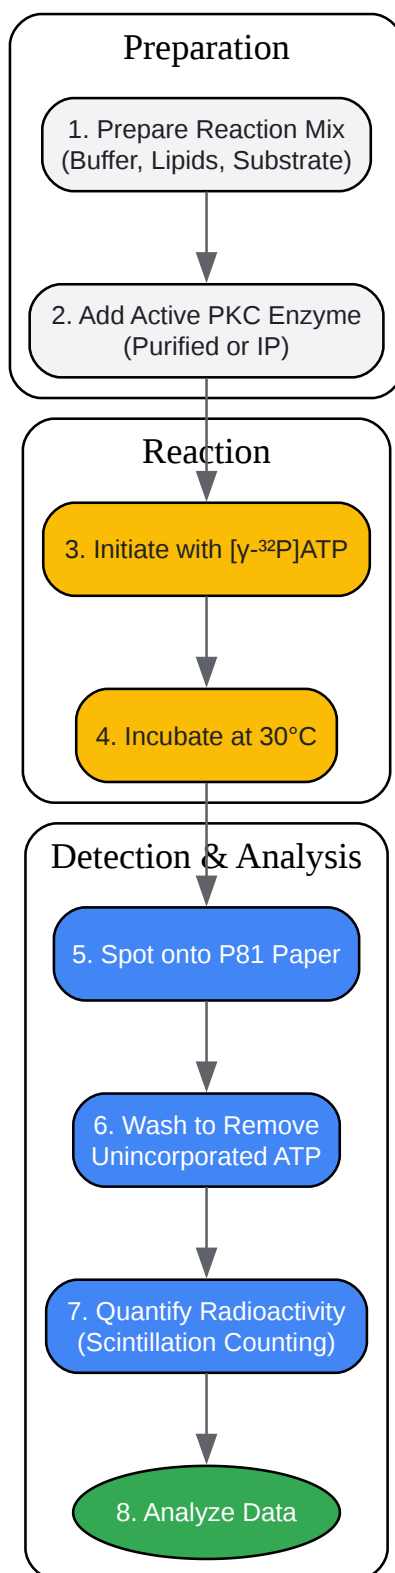 Preparation
1. Prepare Reaction Mix
(Buffer, Lipids, Substrate)
2. Add Active PKC Enzyme
(Purified or IP)
Reaction
3. Initiate with [γ-³²P]ATP
4. Incubate at 30°C
Detection & Analysis
5. Spot onto P81 Paper
6. Wash to Remove
Unincorporated ATP
7. Quantify Radioactivity
(Scintillation Counting)
8. Analyze Data